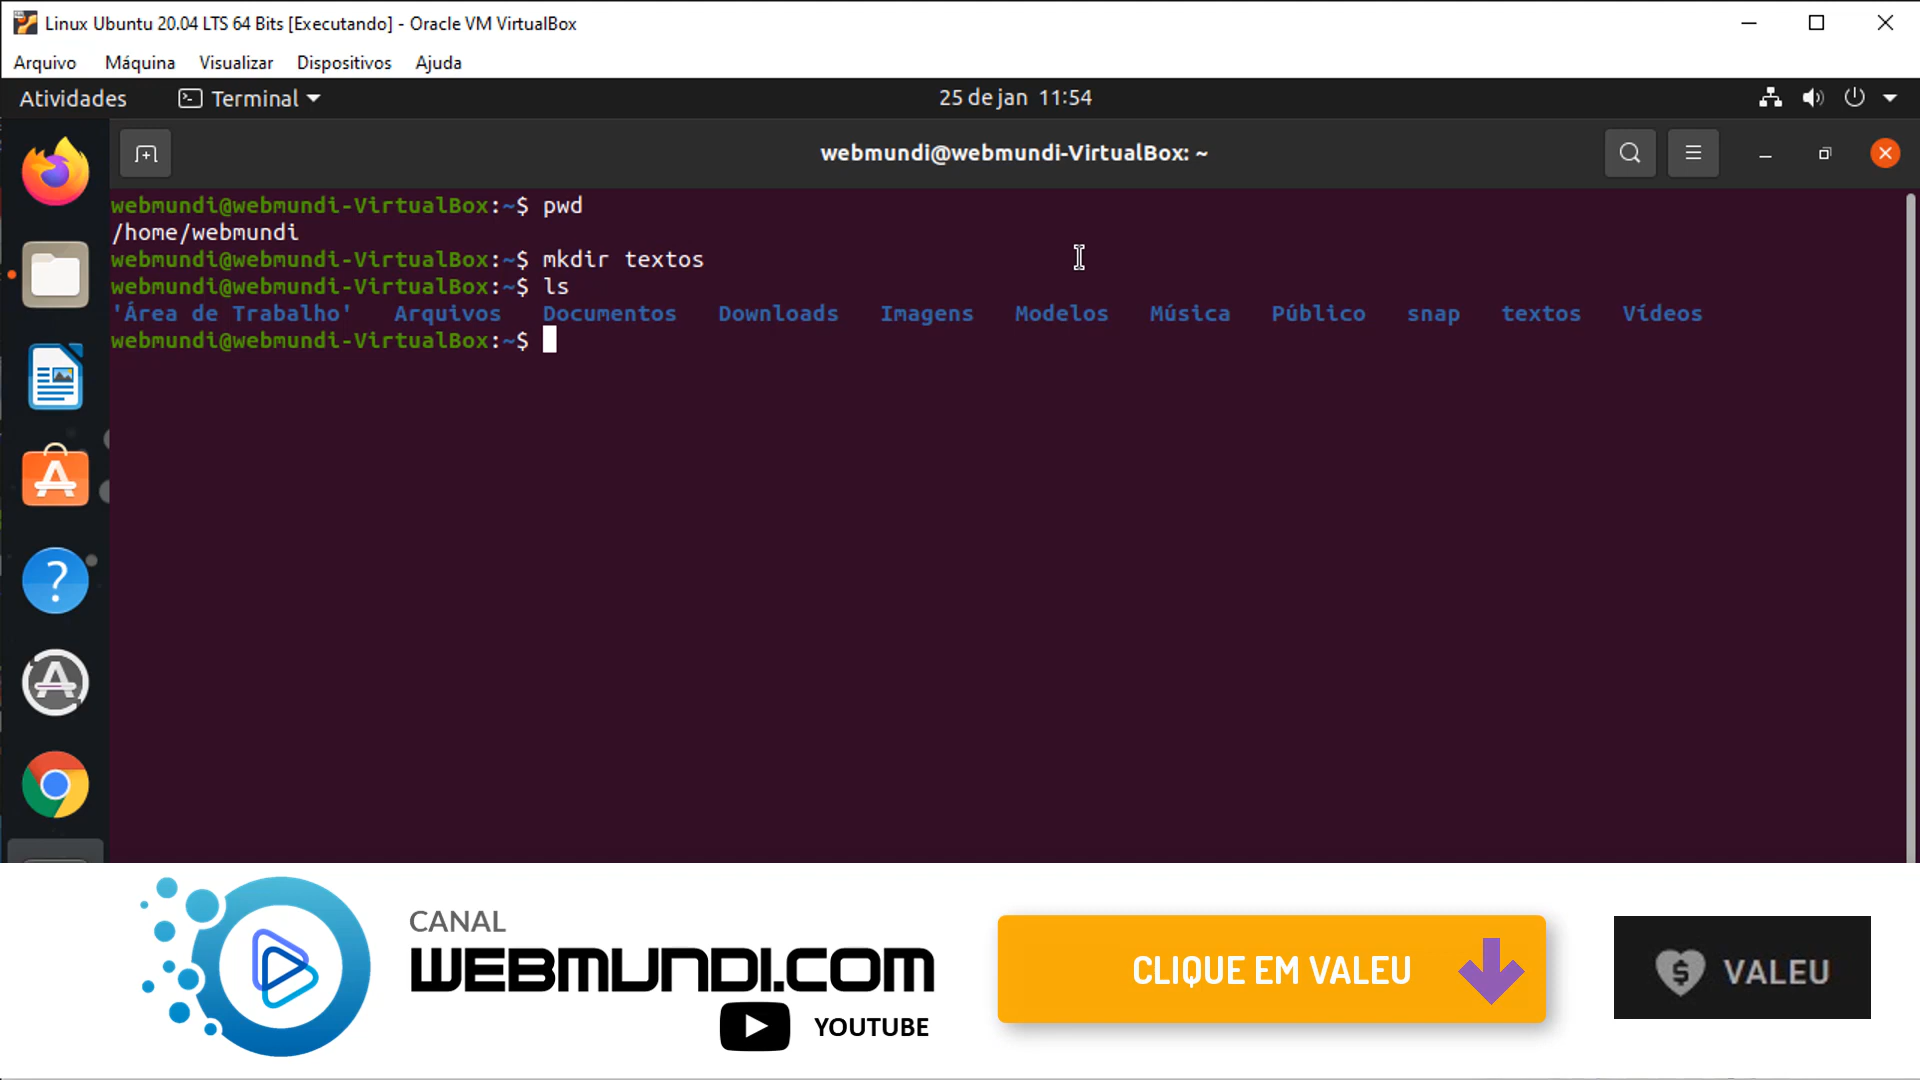 Linux Ubuntu 20.04 LTS 64 Bits [Executando] - Oracle VM VirtualBox
Arquivo Máquina Visualizar Dispositivos Ajuda
Atividades Terminal 25 de jan 11:54
webmundi@webmundi-VirtualBox: ~
webmundi@webmundi-VirtualBox:~$ pwd
/home/webmundi
webmundi@webmundi-VirtualBox:~$ mkdir textos
webmundi@webmundi-VirtualBox:~$ ls
'Área de Trabalho' Arquivos Documentos Downloads Imagens Modelos Música Público snap textos Vídeos
webmundi@webmundi-VirtualBox:~$
CANAL
WEBMUNDI.COM
YOUTUBE
CLIQUE EM VALEU
VALEU